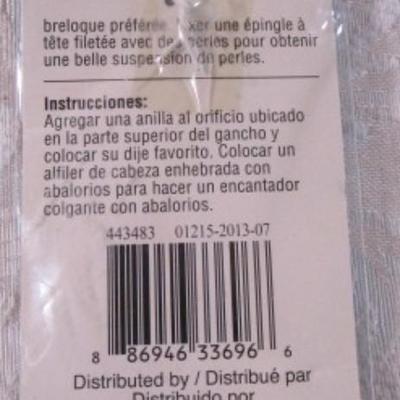 breloque préférée. Fixer une épingle à
tête filetée avec des perles pour obtenir
une belle suspension de perles.
Instrucciones:
Agregar una anilla al orificio ubicado
en la parte superior del gancho y
colocar su dije favorito. Colocar un
alfiler de cabeza enhebrada con
abalorios para hacer un encantador
colgante con abalorios.
443483 01215-2013-07
8 86946 33696 6
Distributed by / Distribué par
Distribuido por